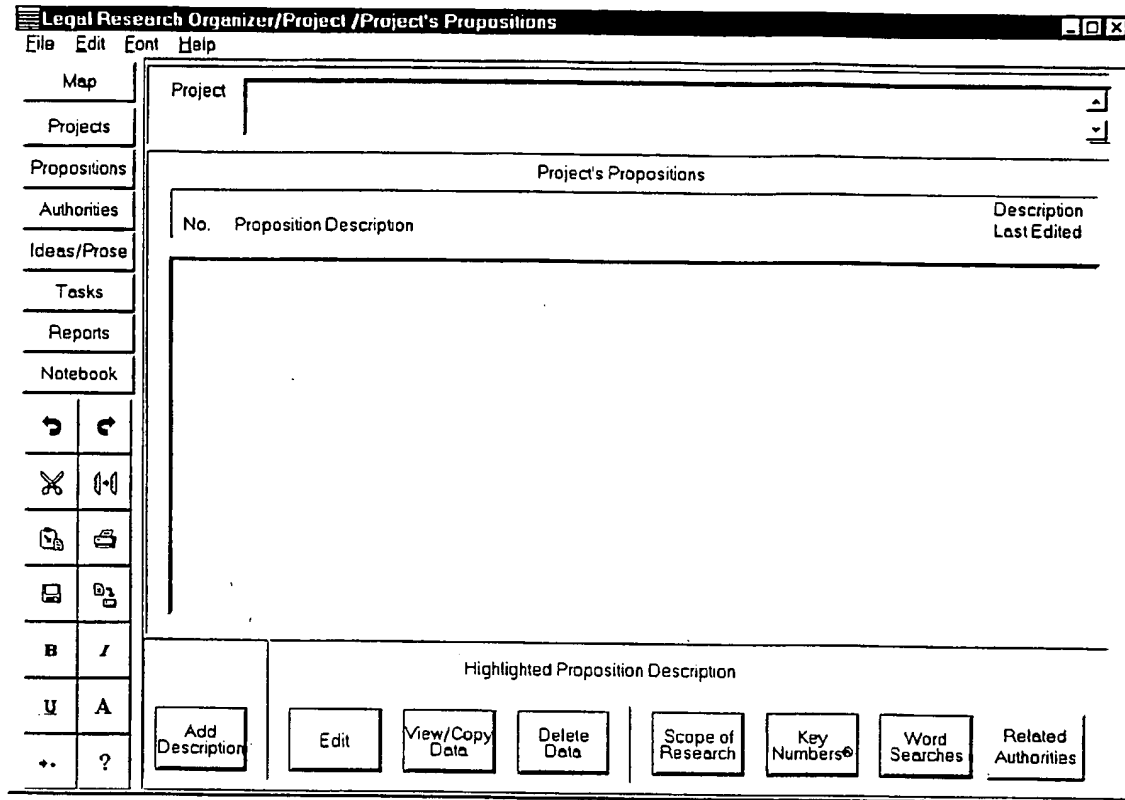 Legal Research Organizer/Project /Project's Propositions
File Edit Font Help
Map
Projects
Propositions
Authorities
Ideas/Prose
Tasks
Reports
Notebook
B I
U A
?
Project
Project's Propositions
No. Proposition Description
Description
Last Edited
Highlighted Proposition Description
Add
Description
Edit
View/Copy
Data
Delete
Data
Scope of
Research
Key
Numbers®
Word
Searches
Related
Authorities